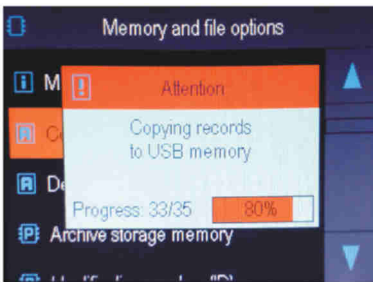 Memory and file options
M
Attention
Co
Copying records
to USB memory
De
Progress: 33/35 80%
Archive storage memory